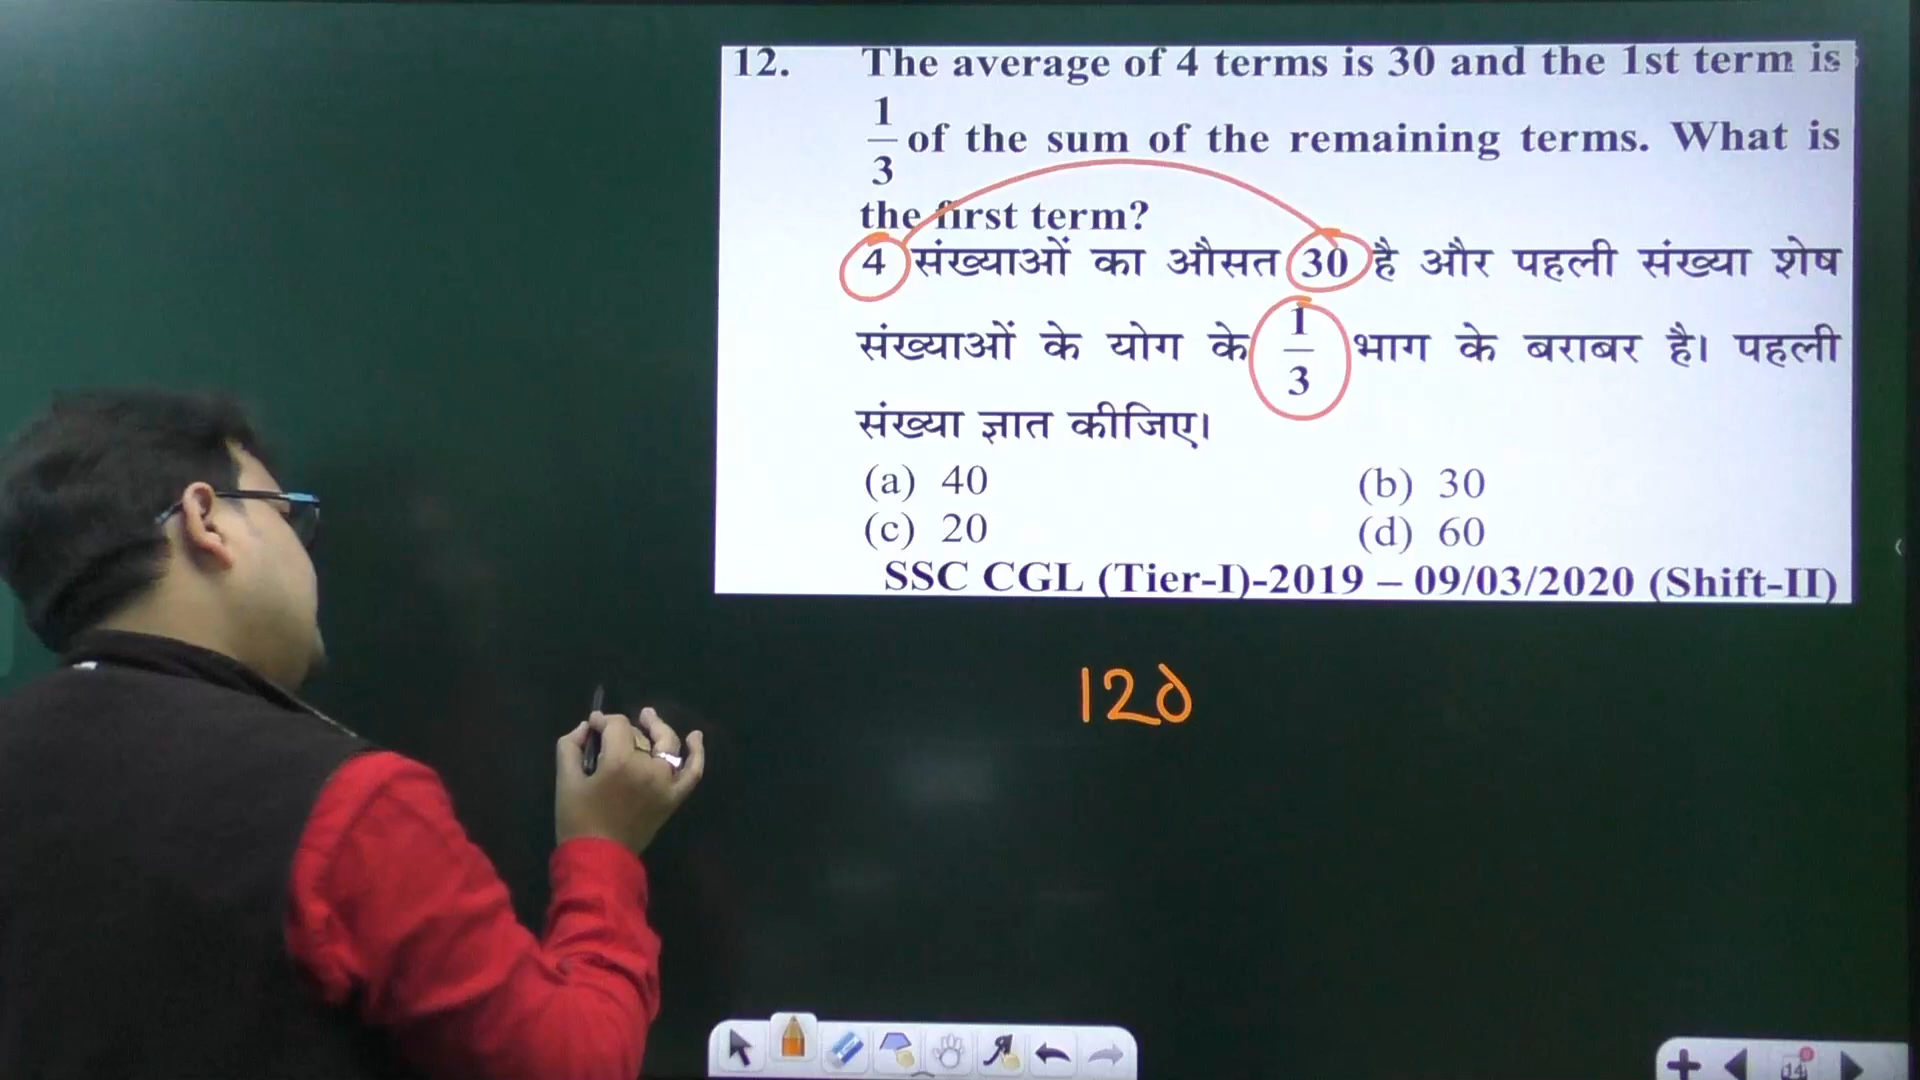 12. The average of 4 terms is 30 and the 1st term is
1/3 of the sum of the remaining terms. What is
the first term?
4 संख्याओं का औसत 30 है और पहली संख्या शेष
संख्याओं के योग के 1/3 भाग के बराबर है। पहली
संख्या ज्ञात कीजिए।
(a) 40 (b) 30
(c) 20 (d) 60
SSC CGL (Tier-I)-2019 – 09/03/2020 (Shift-II)
120
14